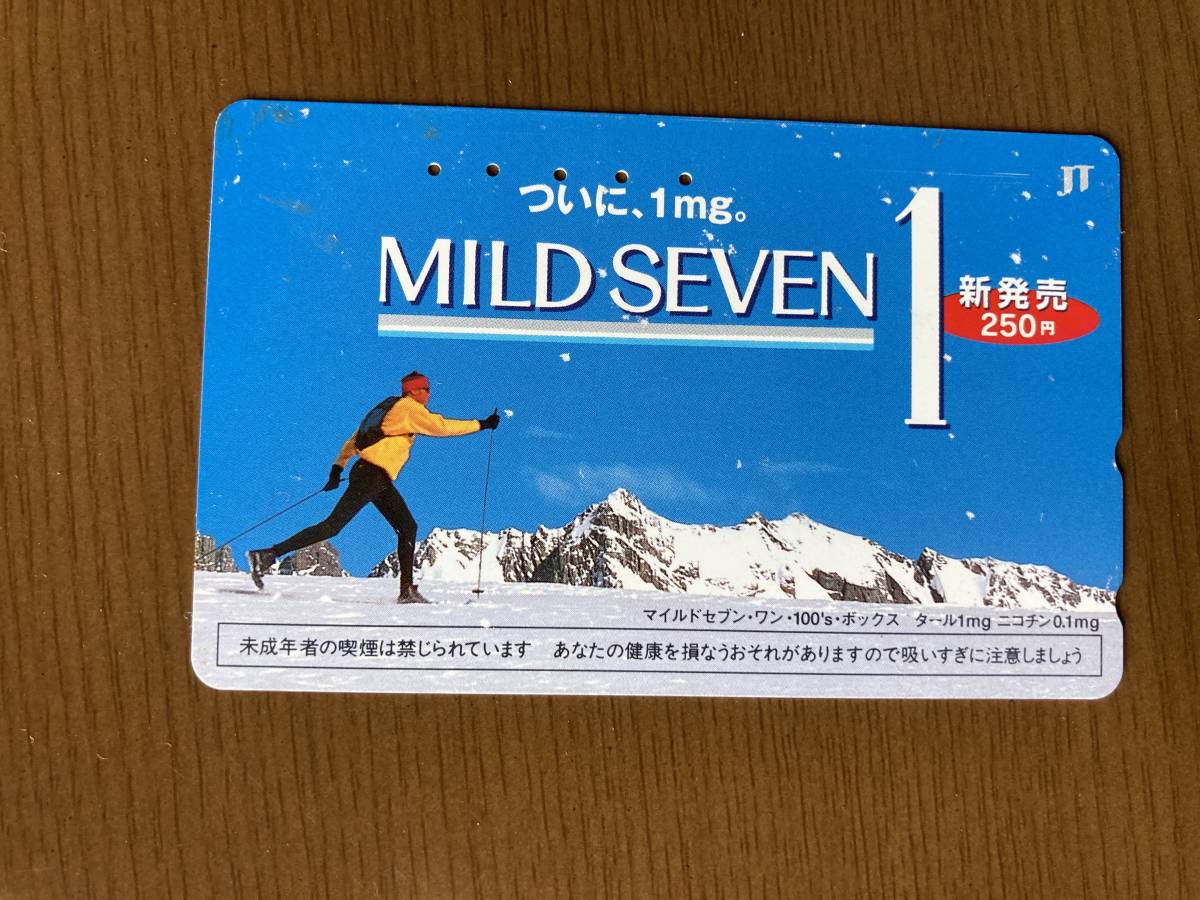 JT
ついに、1mg。
MILD SEVEN 1
新発売
250円
マイルドセブン・ワン・100's・ボックス タール1mg ニコチン0.1mg
未成年者の喫煙は禁じられています あなたの健康を損なうおそれがありますので吸いすぎに注意しましょう